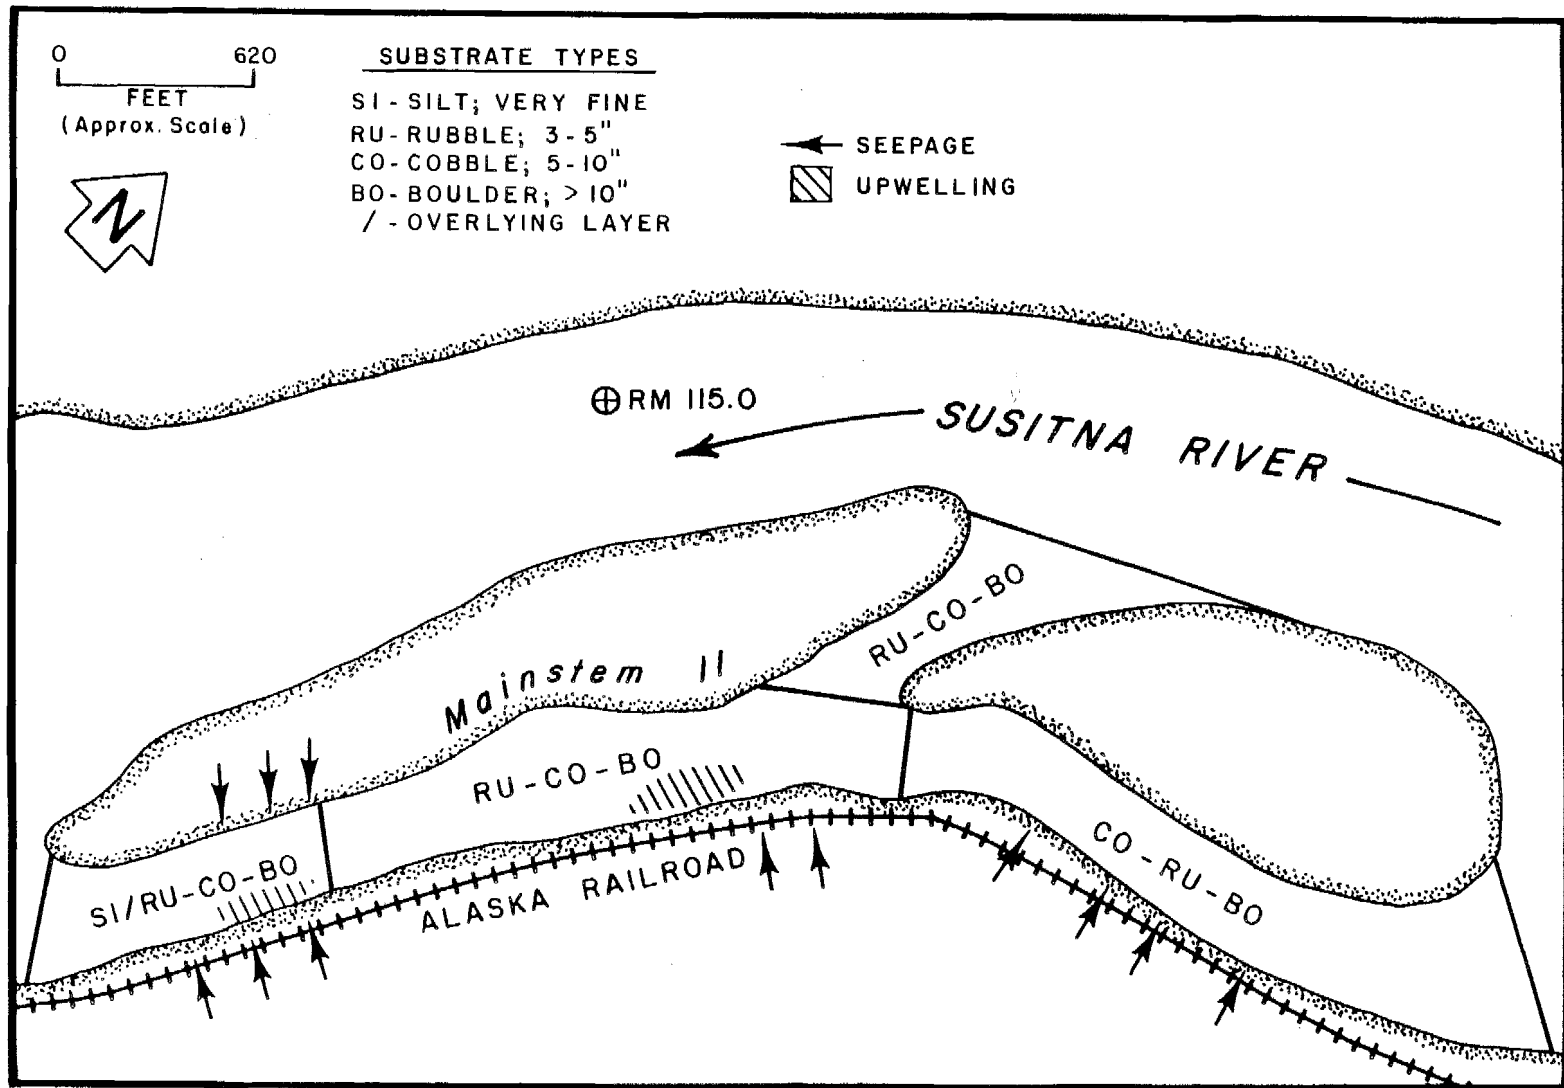 0 620
FEET
(Approx. Scale)
N
SUBSTRATE TYPES
SI - SILT; VERY FINE
RU - RUBBLE; 3 - 5"
CO - COBBLE; 5 - 10"
BO - BOULDER; > 10"
/ - OVERLYING LAYER
SEEPAGE
UPWELLING
RM 115.0
SUSITNA RIVER
RU - CO - BO
Mainstem II
RU - CO - BO
SI/RU-CO-BO
ALASKA RAILROAD
CO - RU - BO